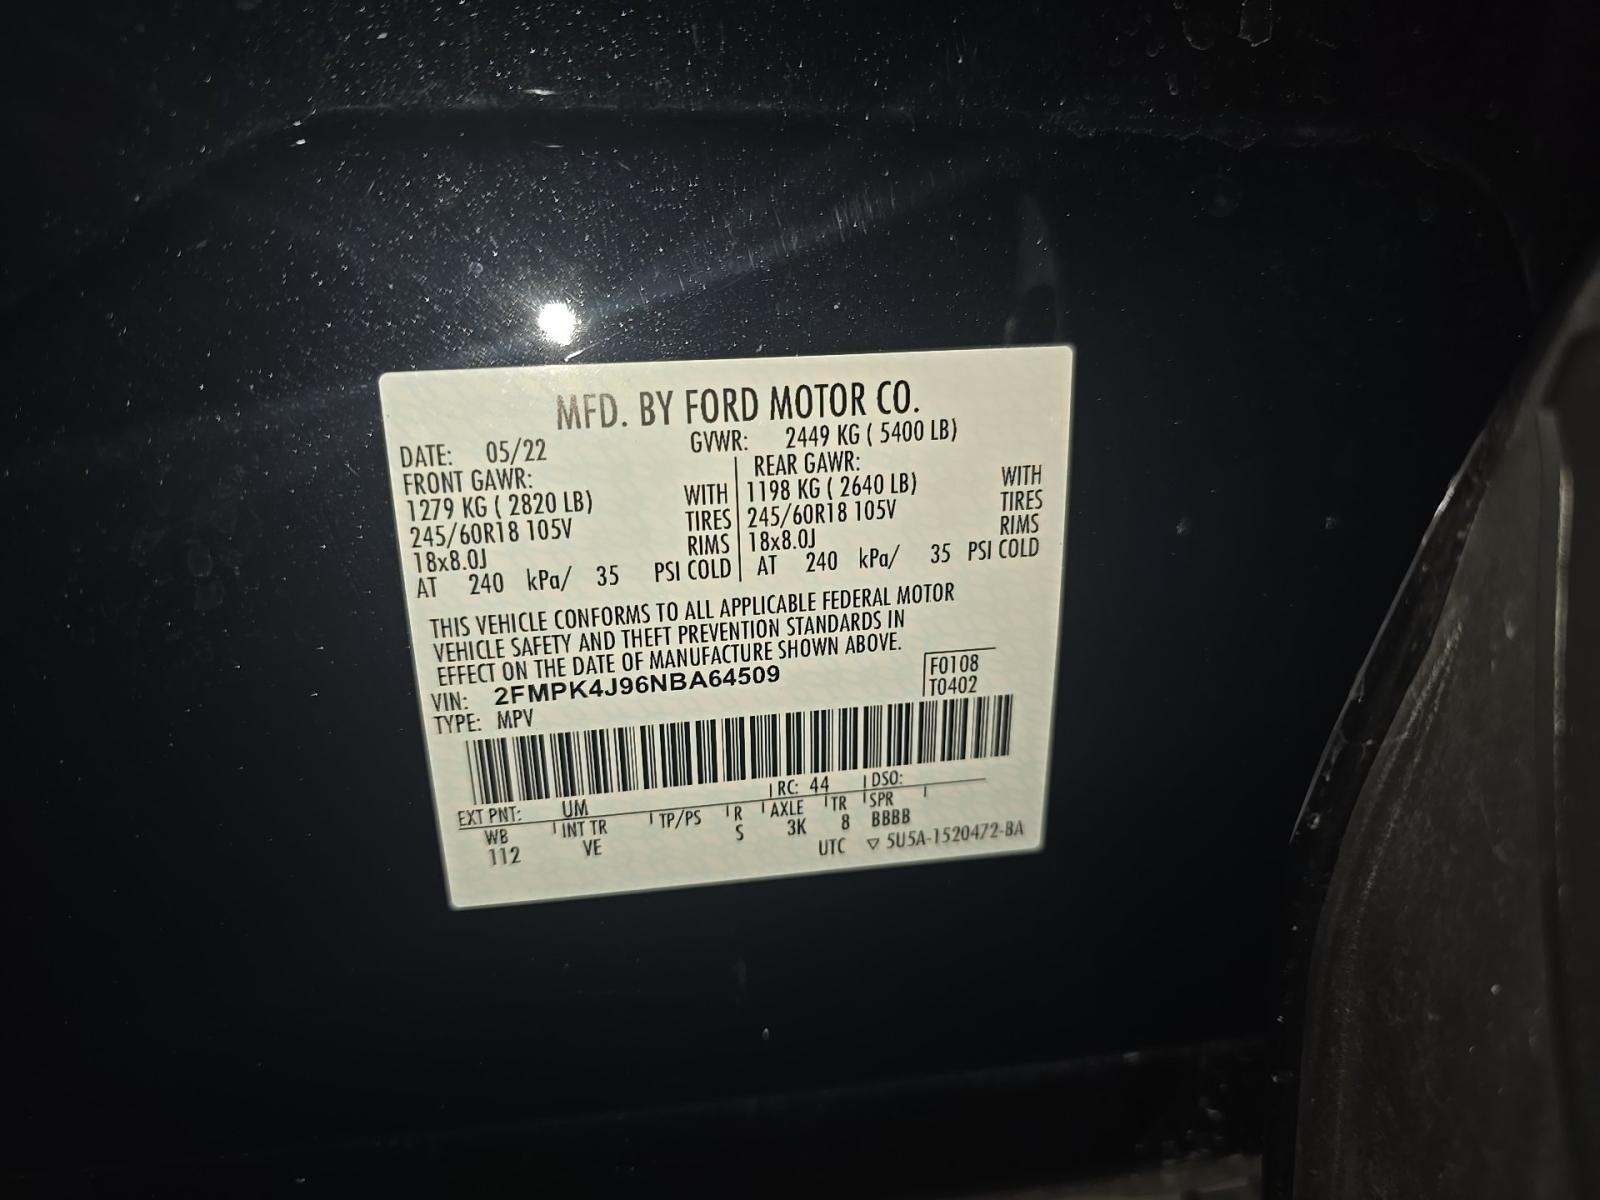 MFD. BY FORD MOTOR CO.
DATE: 05/22 GVWR: 2449 KG ( 5400 LB)
FRONT GAWR: REAR GAWR:
1279 KG ( 2820 LB) WITH 1198 KG ( 2640 LB) WITH
245/60R18 105V TIRES 245/60R18 105V TIRES
18x8.0J RIMS 18x8.0J RIMS
AT 240 kPa/ 35 PSI COLD AT 240 kPa/ 35 PSI COLD
THIS VEHICLE CONFORMS TO ALL APPLICABLE FEDERAL MOTOR
VEHICLE SAFETY AND THEFT PREVENTION STANDARDS IN
EFFECT ON THE DATE OF MANUFACTURE SHOWN ABOVE.
VIN: 2FMPK4J96NBA64509 F0108
TYPE: MPV T0402
EXT PNT: UM RC: 44 DSO:
WB INT TR TP/PS R AXLE TR SPR
112 VE S 3K 8 BBBB
UTC ▽ 5U5A-1520472-BA